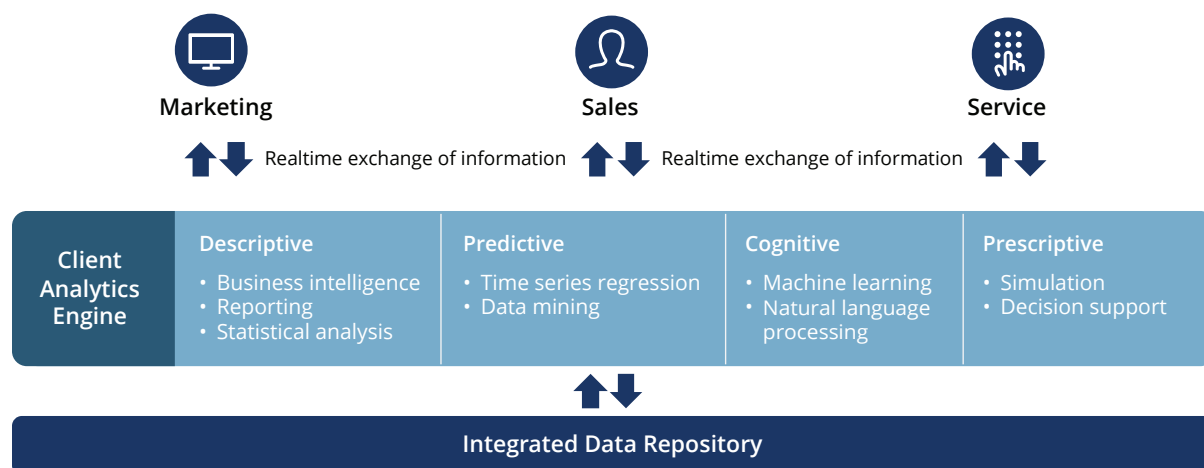 Marketing
Sales
Service
Realtime exchange of information
Realtime exchange of information
Client
Analytics
Engine
Descriptive
• Business intelligence
• Reporting
• Statistical analysis
Predictive
• Time series regression
• Data mining
Cognitive
• Machine learning
• Natural language
processing
Prescriptive
• Simulation
• Decision support
Integrated Data Repository